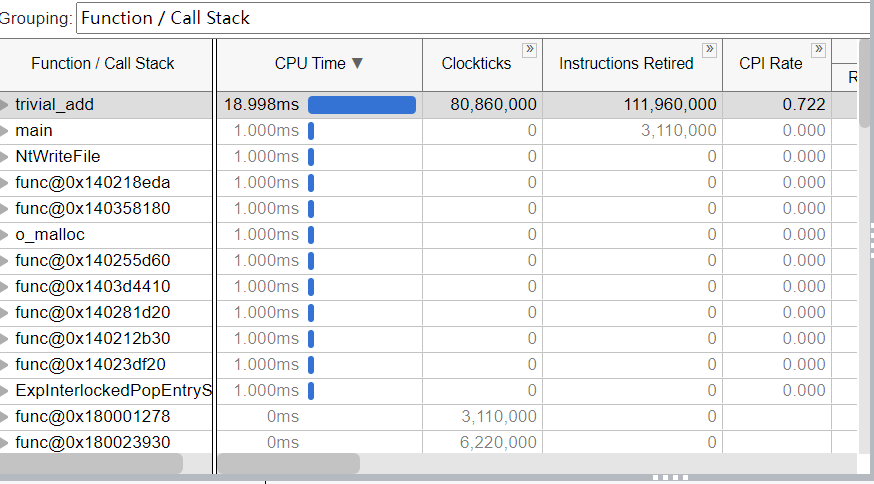 Grouping: Function / Call Stack
Function / Call Stack CPU Time ▼ Clockticks » Instructions Retired » CPI Rate » R
trivial_add 18.998ms 80,860,000 111,960,000 0.722
main 1.000ms 0 3,110,000 0.000
NtWriteFile 1.000ms 0 0 0.000
func@0x140218eda 1.000ms 0 0 0.000
func@0x140358180 1.000ms 0 0 0.000
o_malloc 1.000ms 0 0 0.000
func@0x140255d60 1.000ms 0 0 0.000
func@0x1403d4410 1.000ms 0 0 0.000
func@0x140281d20 1.000ms 0 0 0.000
func@0x140212b30 1.000ms 0 0 0.000
func@0x14023df20 1.000ms 0 0 0.000
ExpInterlockedPopEntryS 1.000ms 0 0 0.000
func@0x180001278 0ms 3,110,000 0
func@0x180023930 0ms 6,220,000 0